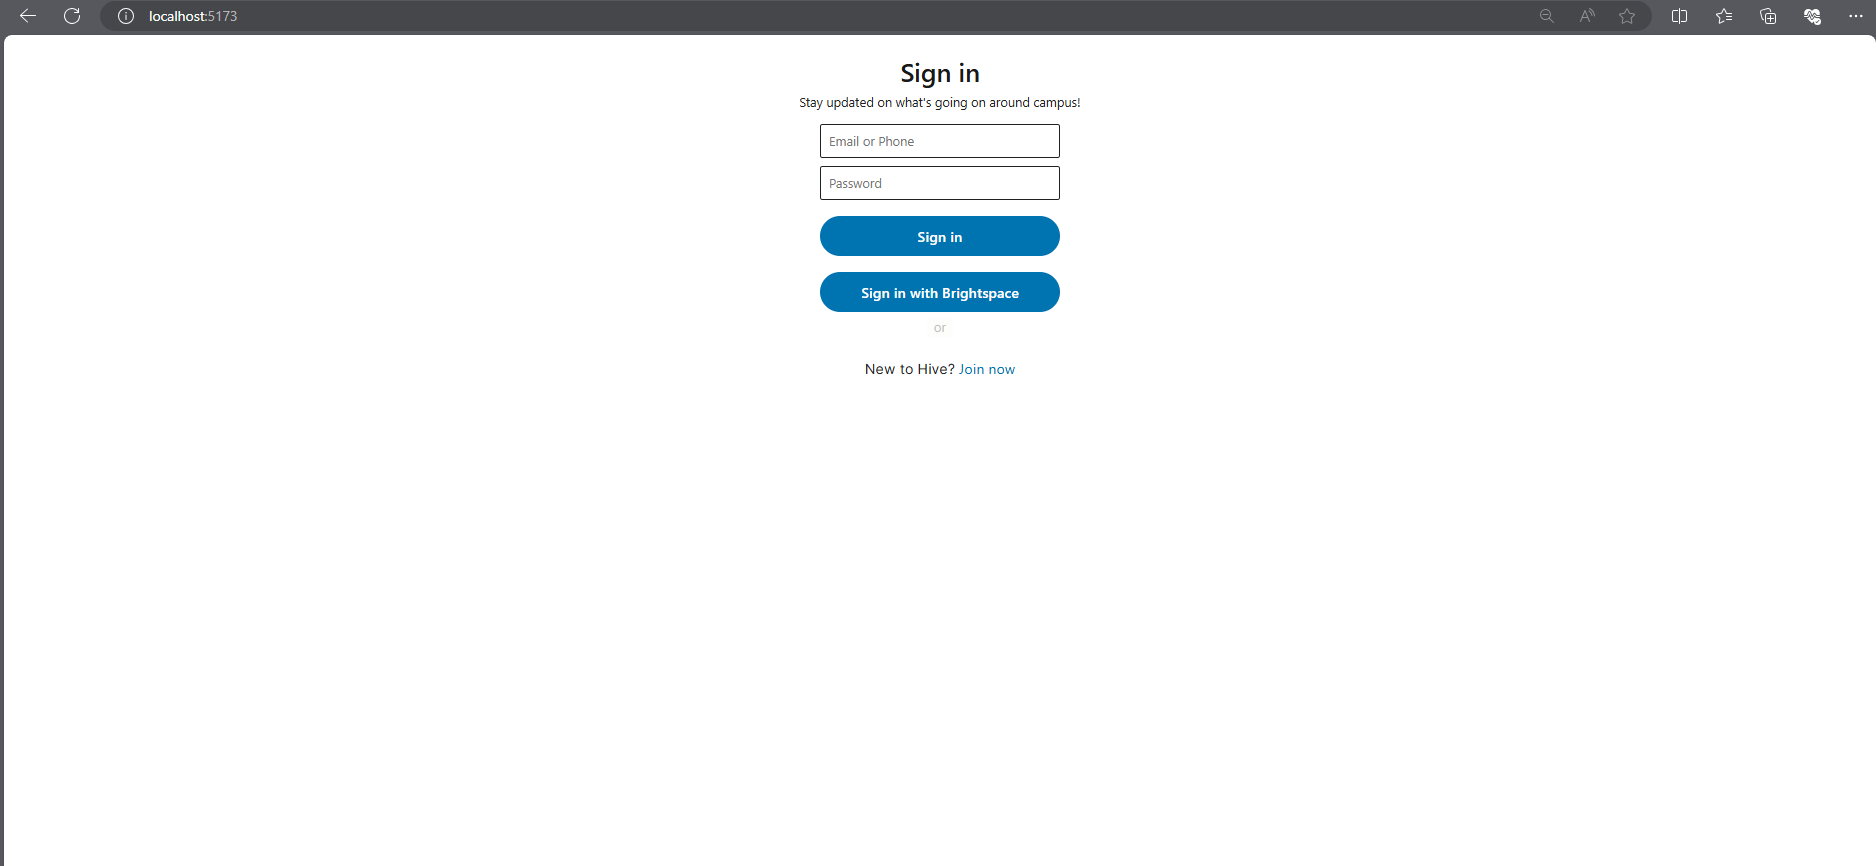 localhost:5173
Sign in
Stay updated on what's going on around campus!
Email or Phone
Password
Sign in
Sign in with Brightspace
or
New to Hive? Join now